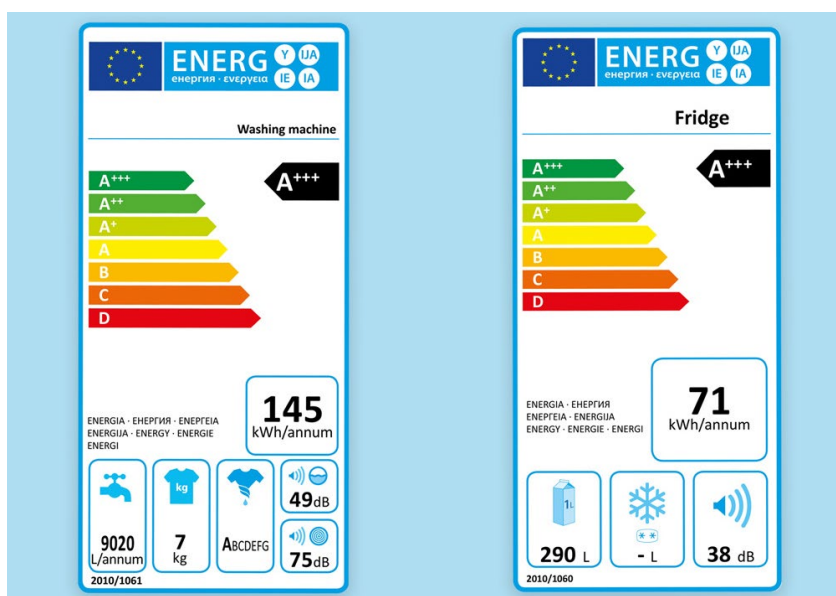 ENERG Y IJA
енергия · ενεργεια IE IA
Washing machine
A+++
A+++
A++
A+
A
B
C
D
145
kWh/annum
ENERGIA · ЕНЕРГИЯ · ΕΝΕΡΓΕΙΑ
ENERGIJA · ENERGY · ENERGIE
ENERGI
kg
49dB
9020
L/annum
7
kg
ABCDEFG
75dB
2010/1061
ENERG Y IJA
енергия · ενεργεια IE IA
Fridge
A+++
A+++
A++
A+
A
B
C
D
71
kWh/annum
ENERGIA · ЕНЕРГИЯ
ΕΝΕΡΓΕΙΑ · ENERGIJA
ENERGY · ENERGIE · ENERGI
1L
290 L
- L
38 dB
2010/1060